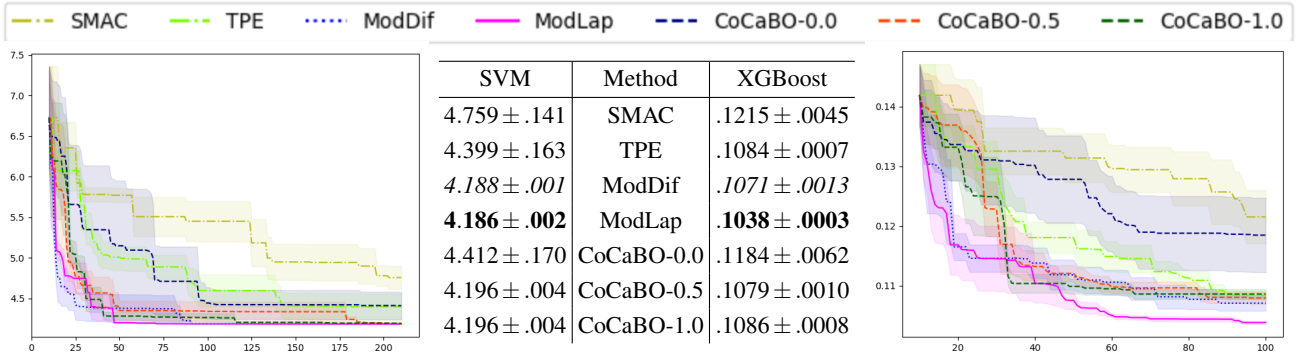 SMAC TPE ModDif ModLap CoCaBO-0.0 CoCaBO-0.5 CoCaBO-1.0
7.5
7.0
6.5
6.0
5.5
5.0
4.5
0 25 50 75 100 125 150 175 200
SVM Method XGBoost
4.759 ± .141 SMAC .1215 ± .0045
4.399 ± .163 TPE .1084 ± .0007
4.188 ± .001 ModDif .1071 ± .0013
4.186 ± .002 ModLap .1038 ± .0003
4.412 ± .170 CoCaBO-0.0 .1184 ± .0062
4.196 ± .004 CoCaBO-0.5 .1079 ± .0010
4.196 ± .004 CoCaBO-1.0 .1086 ± .0008
0.14
0.13
0.12
0.11
20 40 60 80 100